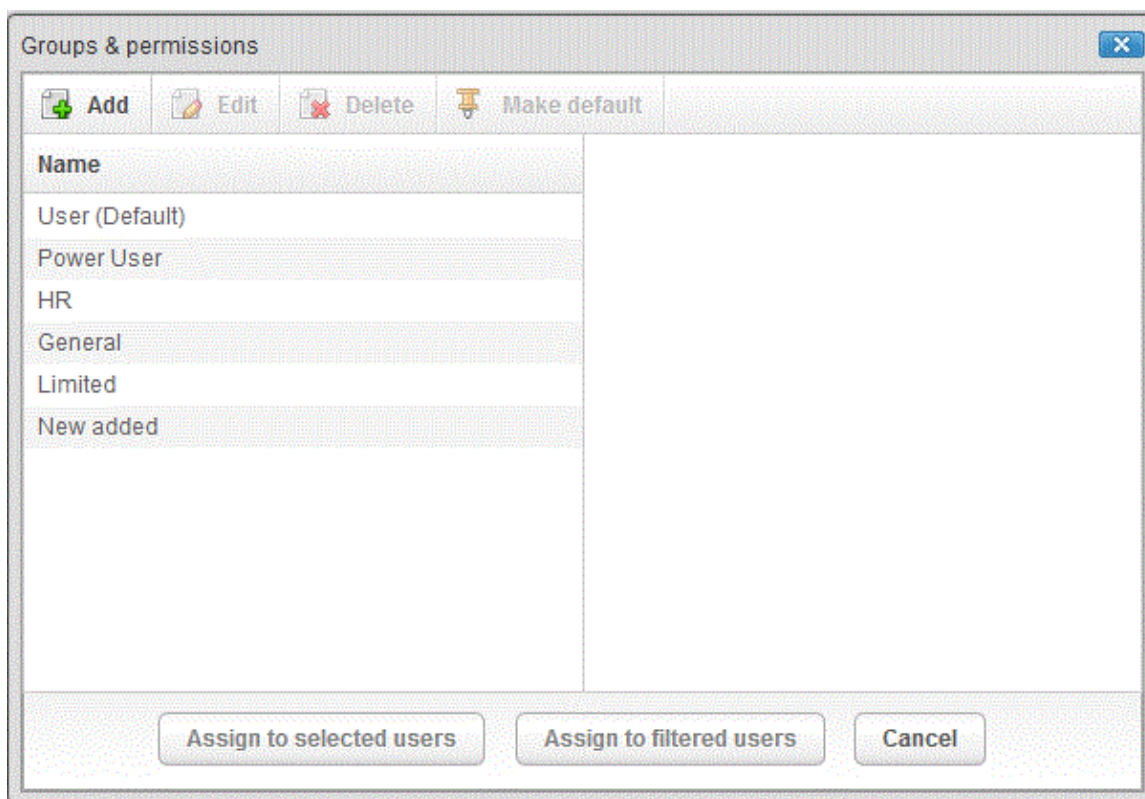 Groups & permissions
Add Edit Delete Make default
Name
User (Default)
Power User
HR
General
Limited
New added
Assign to selected users Assign to filtered users Cancel